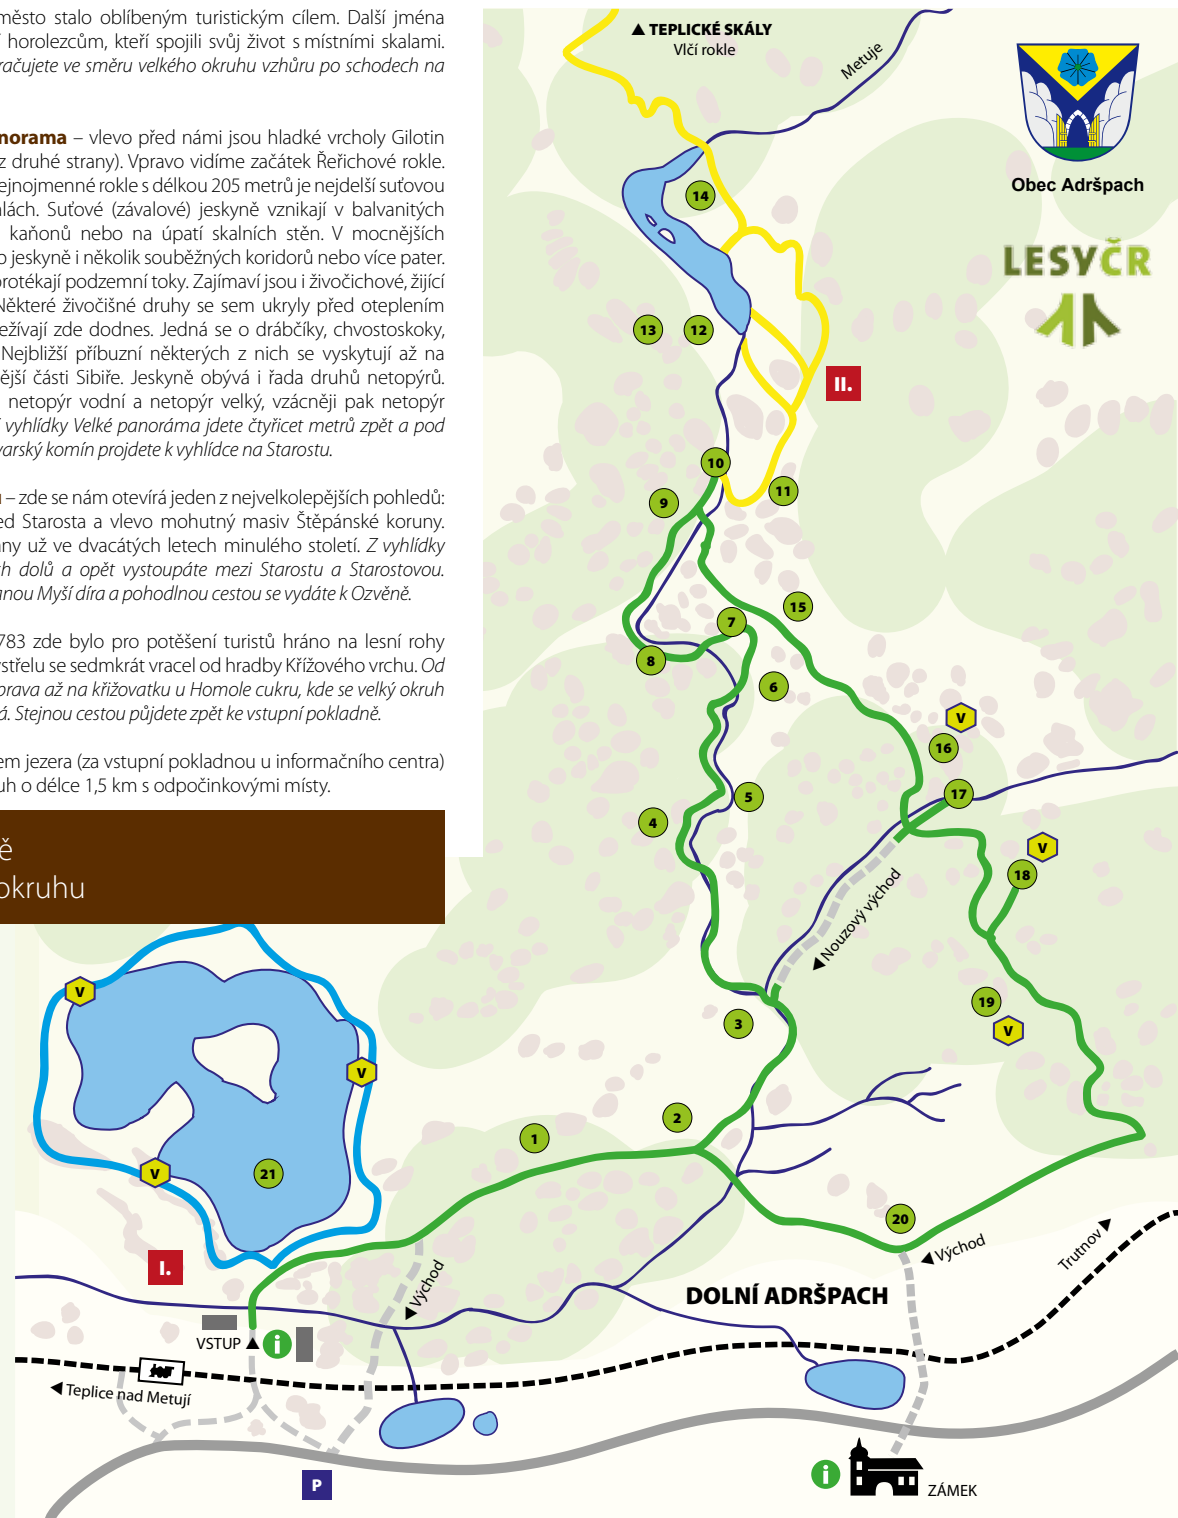 město stalo oblíbeným turistickým cílem. Další jména
horolezcům, kteří spojili svůj život s místními skalami.
račujete ve směru velkého okruhu vzhůru po schodech na
norama – vlevo před námi jsou hladké vrcholy Gilotin
z druhé strany). Vpravo vidíme začátek Řeřichové rokle.
ejnojmenné rokle s délkou 205 metrů je nejdelší suťovou
álách. Suťové (závalové) jeskyně vznikají v balvanitých
kaňonů nebo na úpatí skalních stěn. V mocnějších
o jeskyně i několik souběžných koridorů nebo více pater.
protékají podzemní toky. Zajímaví jsou i živočichové, žijící
Některé živočišné druhy se sem ukryly před oteplením
ežívají zde dodnes. Jedná se o drábčíky, chvostoskoky,
Nejbližší příbuzní některých z nich se vyskytují až na
ější části Sibiře. Jeskyně obývá i řada druhů netopýrů.
netopýr vodní a netopýr velký, vzácněji pak netopýr
vyhlídky Velké panoráma jdete čtyřicet metrů zpět a pod
varský komín projdete k vyhlídce na Starostu.
– zde se nám otevírá jeden z nejvelkolepějších pohledů:
ed Starosta a vlevo mohutný masiv Štěpánské koruny.
any už ve dvacátých letech minulého století. Z vyhlídky
ch dolů a opět vystoupáte mezi Starostu a Starostovou.
anou Myší díra a pohodlnou cestou se vydáte k Ozvěně.
783 zde bylo pro potěšení turistů hráno na lesní rohy
ýstřelu se sedmkrát vracel od hradby Křížového vrchu. Od
prava až na křižovatku u Homole cukru, kde se velký okruh
á. Stejnou cestou půjdete zpět ke vstupní pokladně.
em jezera (za vstupní pokladnou u informačního centra)
uh o délce 1,5 km s odpočinkovými místy.
ě
okruhu
▲ TEPLICKÉ SKÁLY
Vlčí rokle
Metuje
Obec Adršpach
LESYČR
14
13
12
II.
10
9
11
15
7
8
6
V
16
17
5
4
V
18
Nouzový východ
V
19
V
3
V
2
1
V
21
20
I.
Východ
Východ
Trutnov
DOLNÍ ADRŠPACH
VSTUP ▲ i
Teplice nad Metují
P
i
ZÁMEK